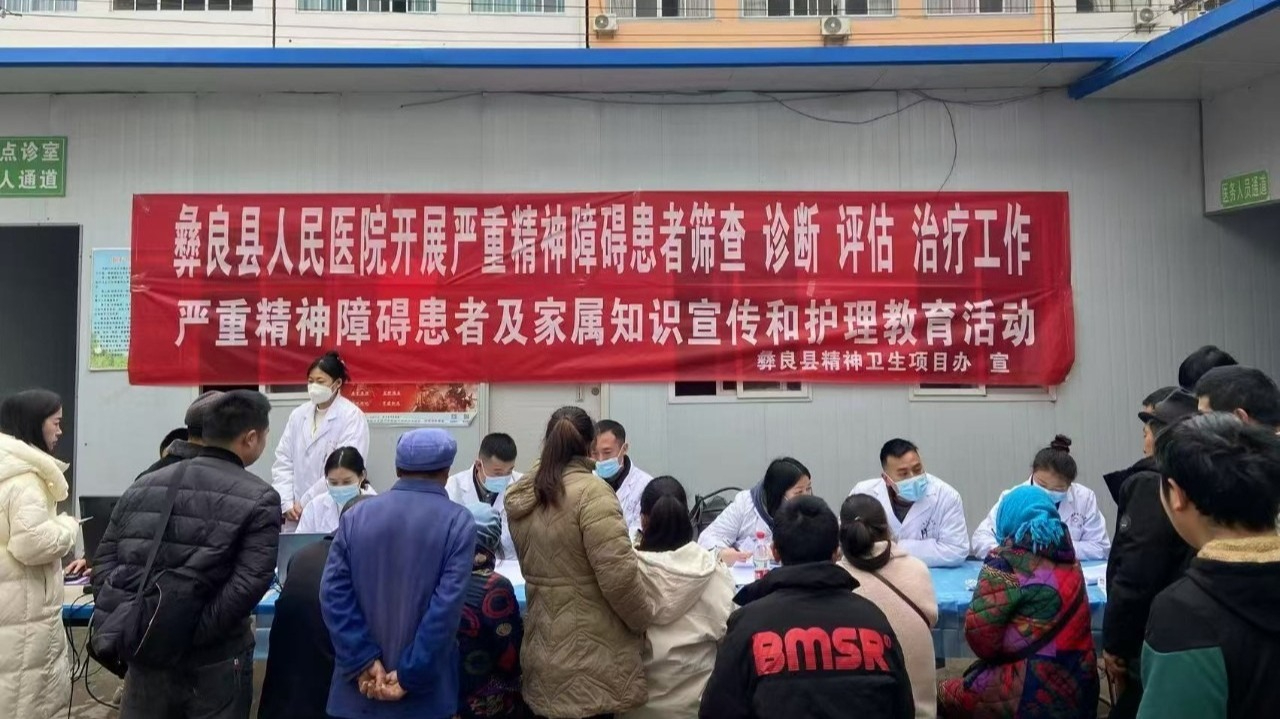 点诊室
人通道
医务人员通道
彝良县人民医院开展严重精神障碍患者筛查 诊断 评估 治疗工作
严重精神障碍患者及家属知识宣传和护理教育活动
彝良县精神卫生项目办 宣
BMSR